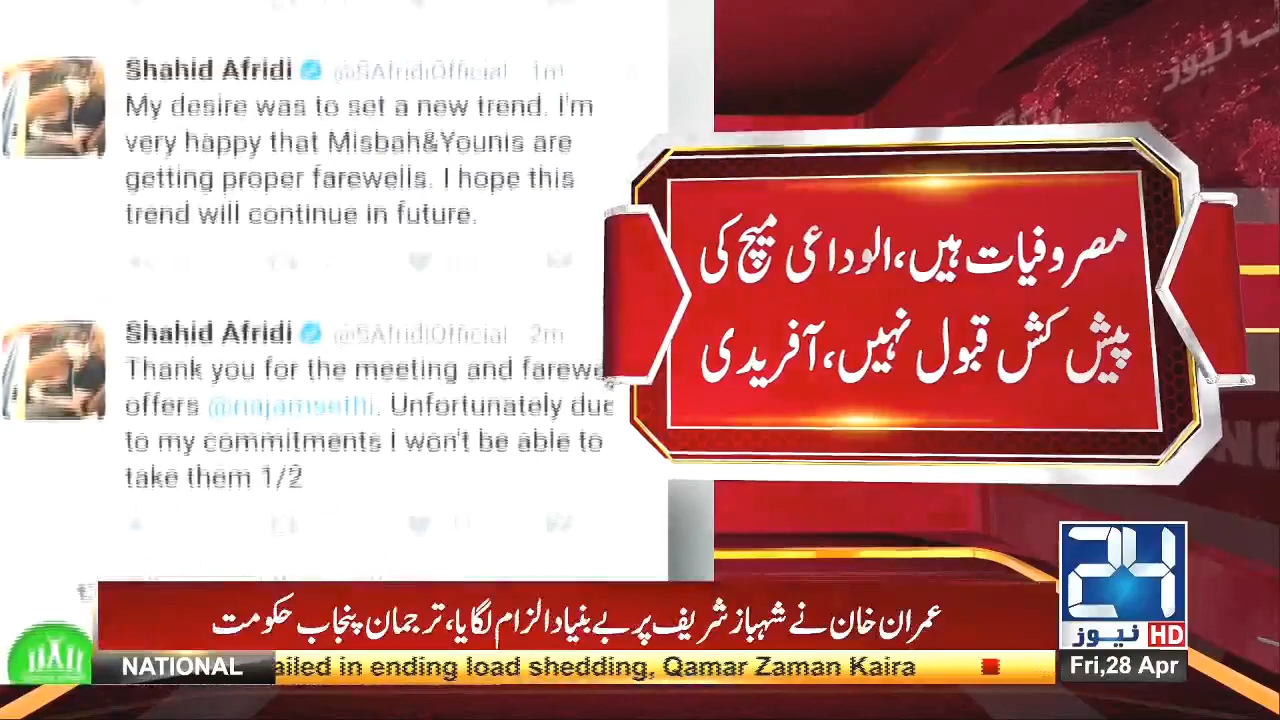 Shahid Afridi @SAfridiOfficial 1m
My desire was to set a new trend. I'm
very happy that Misbah&Younis are
getting proper farewells. I hope this
trend will continue in future.
Shahid Afridi @SAfridiOfficial 2m
Thank you for the meeting and farewe
offers @najamsethi. Unfortunately due
to my commitments I won't be able to
take them 1/2
مصروفیات ہیں، الوداعی میچ کی
پیش کش قبول نہیں، آفریدی
عمران خان نے شہباز شریف پر بے بنیاد الزام لگایا، ترجمان پنجاب حکومت
NATIONAL
ailed in ending load shedding, Qamar Zaman Kaira
24
نیوز HD
Fri,28 Apr